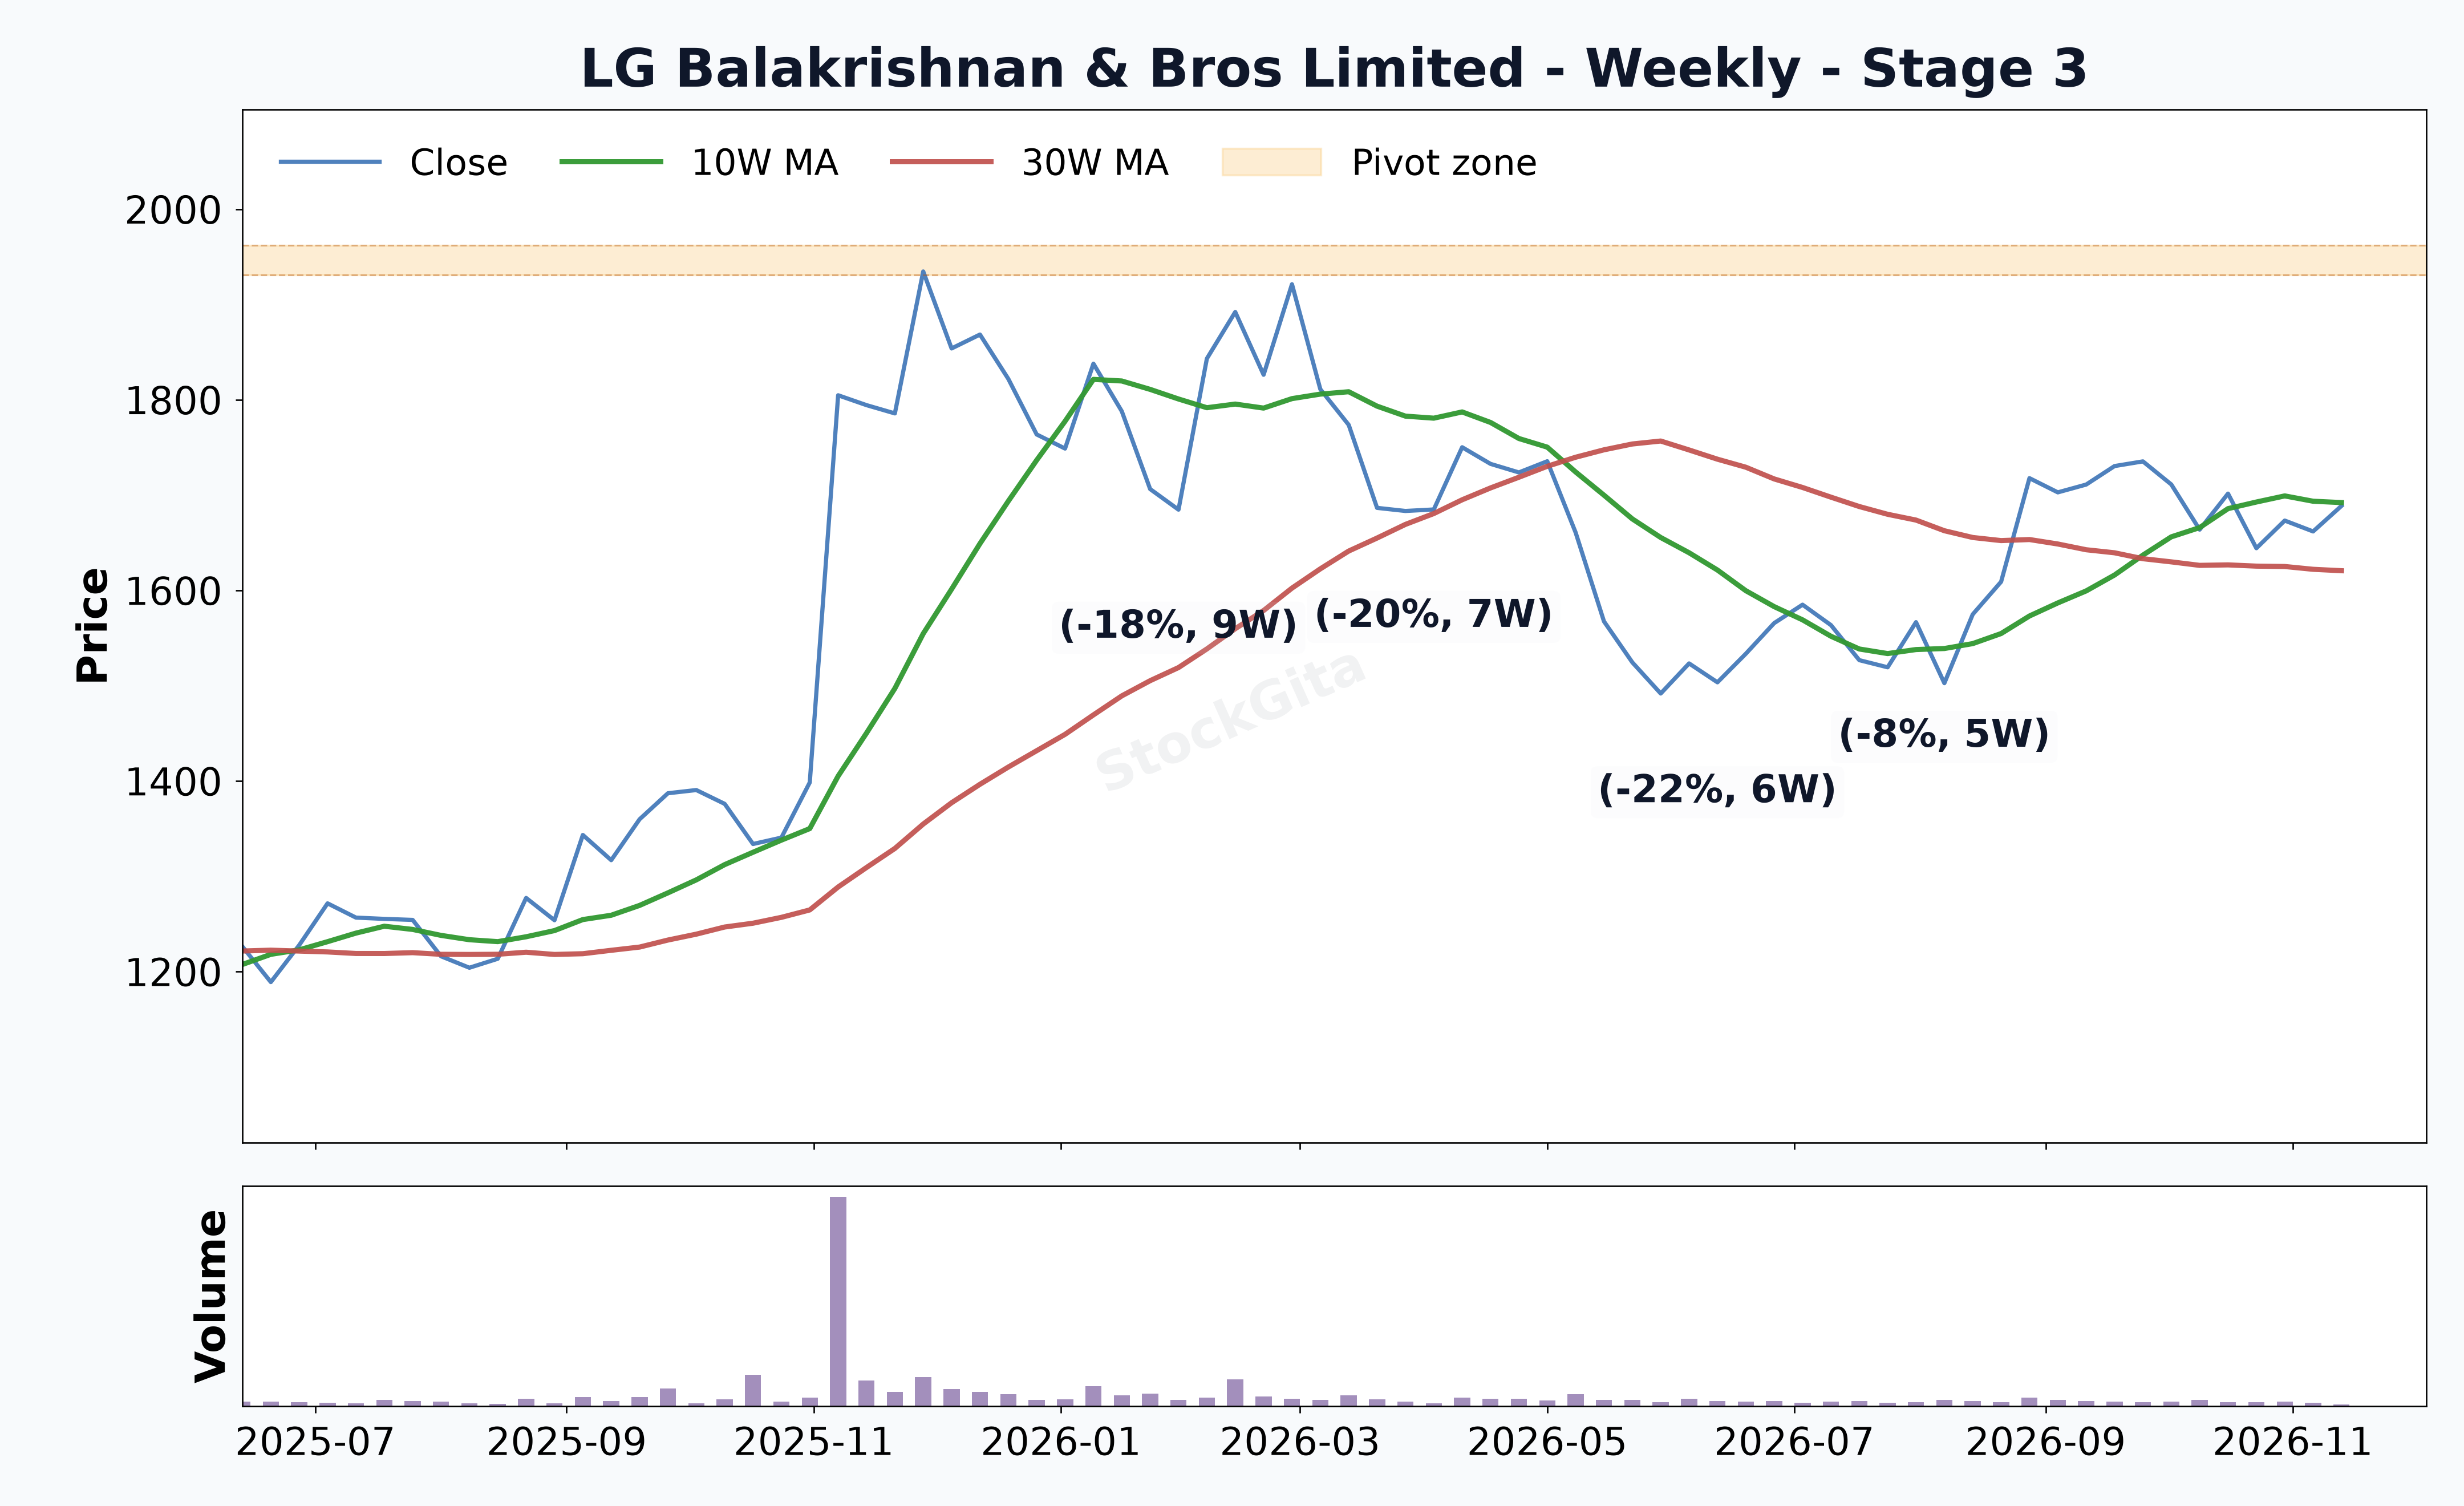 LG Balakrishnan & Bros Limited - Weekly - Stage 3
Close
10W MA
30W MA
Pivot zone
2000
1800
1600
1400
1200
Price
(-18%, 9W)
(-20%, 7W)
(-8%, 5W)
(-22%, 6W)
StockGita
Volume
2025-07
2025-09
2025-11
2026-01
2026-03
2026-05
2026-07
2026-09
2026-11